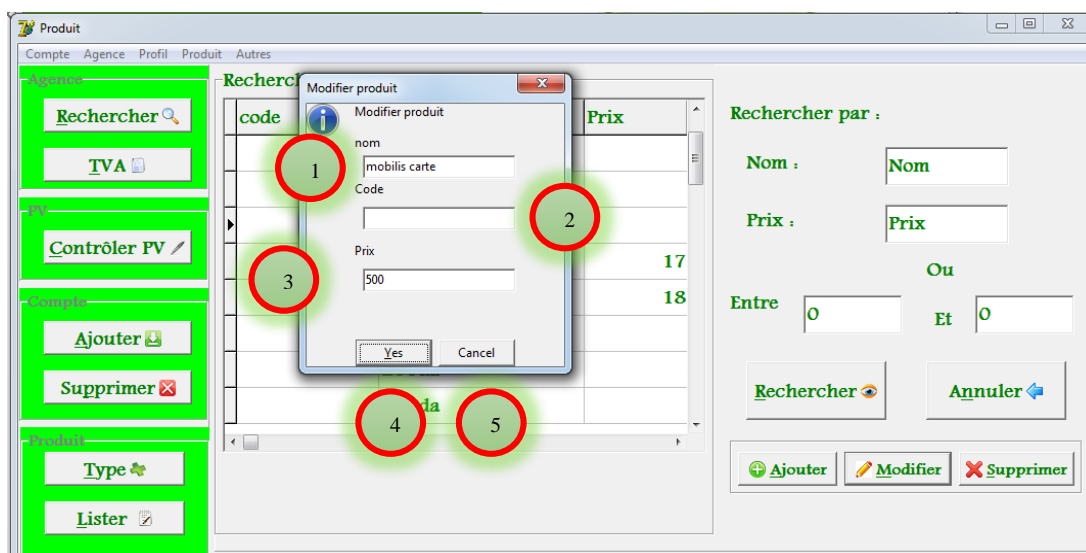 Produit
Compte Agence Profil Produit Autres
Agence
Rechercher
TVA
PV
Contrôler PV
Compte
Ajouter
Supprimer
Produit
Type
Lister
code
Prix
17
18
Modifier produit
Modifier produit
nom
mobilis carte
Code
Prix
500
Yes
Cancel
1
2
3
4
5
Rechercher par :
Nom :
Nom
Prix :
Prix
Ou
Entre
0
Et
0
Rechercher
Annuler
Ajouter
Modifier
Supprimer